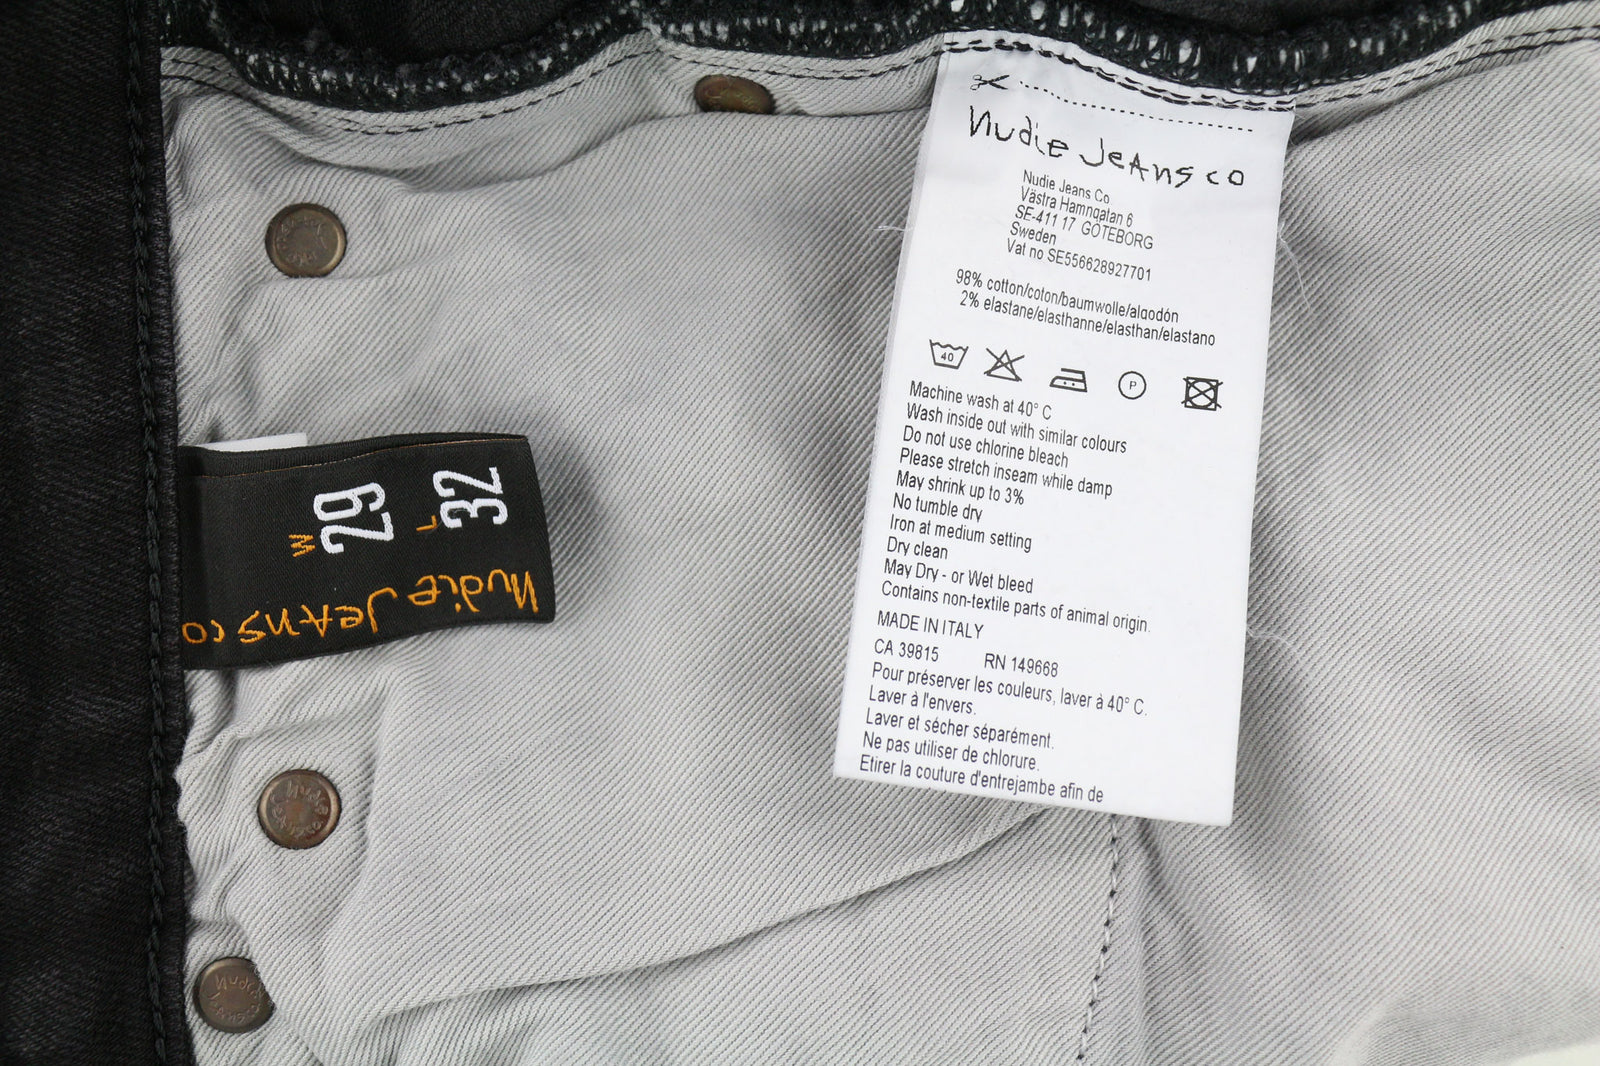 Nudie Jeans co
Nudie Jeans Co
Västra Hamngatan 6
SE-411 17 GÖTEBORG
Sweden
Vat no SE556628927701
98% cotton/coton/baumwolle/algodón
2% elastane/elasthanne/elasthan/elastano
40
P
Machine wash at 40° C
Wash inside out with similar colours
Do not use chlorine bleach
Please stretch inseam while damp
May shrink up to 3%
No tumble dry
Iron at medium setting
Dry clean
May Dry - or Wet bleed
Contains non-textile parts of animal origin.
MADE IN ITALY
CA 39815 RN 149668
Pour préserver les couleurs, laver à 40° C.
Laver à l'envers.
Laver et sécher séparément.
Ne pas utiliser de chlorure.
Etirer la couture d'entrejambe afin de
W 29
L 32
Nudie Jeans co
Nudie
Jeans co